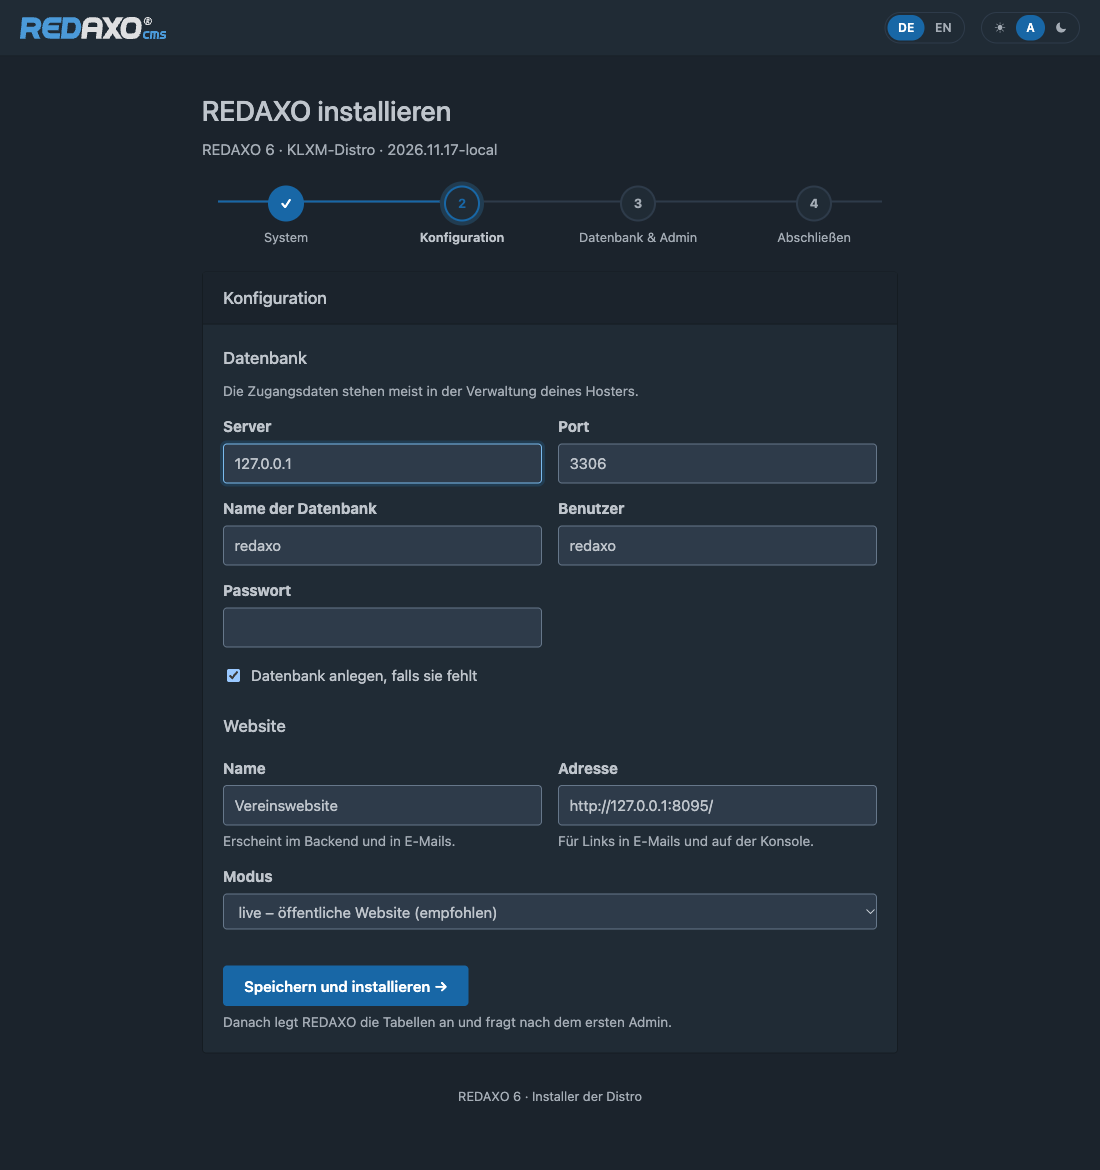 REDAXO® cms
DE EN A
REDAXO installieren
REDAXO 6 · KLXM-Distro · 2026.11.17-local
2 3 4
System Konfiguration Datenbank & Admin Abschließen
Konfiguration
Datenbank
Die Zugangsdaten stehen meist in der Verwaltung deines Hosters.
Server Port
127.0.0.1 3306
Name der Datenbank Benutzer
redaxo redaxo
Passwort
Datenbank anlegen, falls sie fehlt
Website
Name Adresse
Vereinswebsite http://127.0.0.1:8095/
Erscheint im Backend und in E-Mails. Für Links in E-Mails und auf der Konsole.
Modus
live – öffentliche Website (empfohlen)
Speichern und installieren →
Danach legt REDAXO die Tabellen an und fragt nach dem ersten Admin.
REDAXO 6 · Installer der Distro